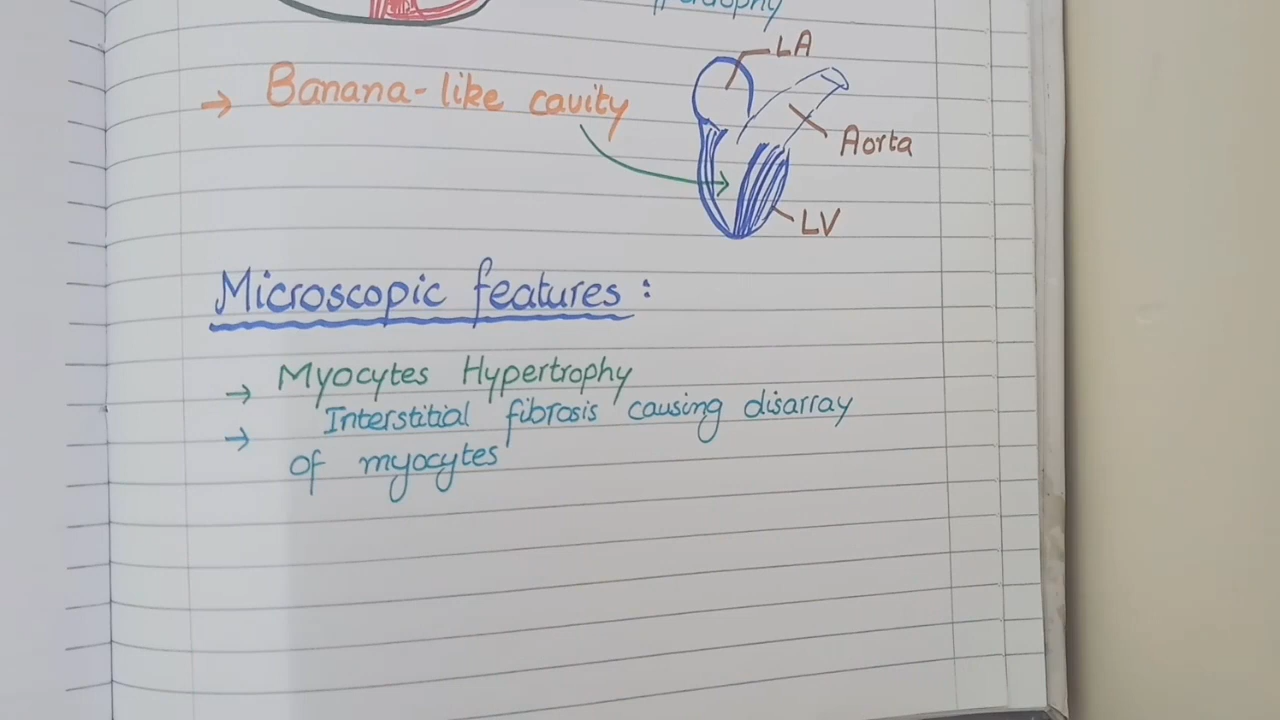 LA
→ Banana-like cavity
Aorta
LV
Microscopic features :
→ Myocytes Hypertrophy
→ Interstitial fibrosis causing disarray
of myocytes